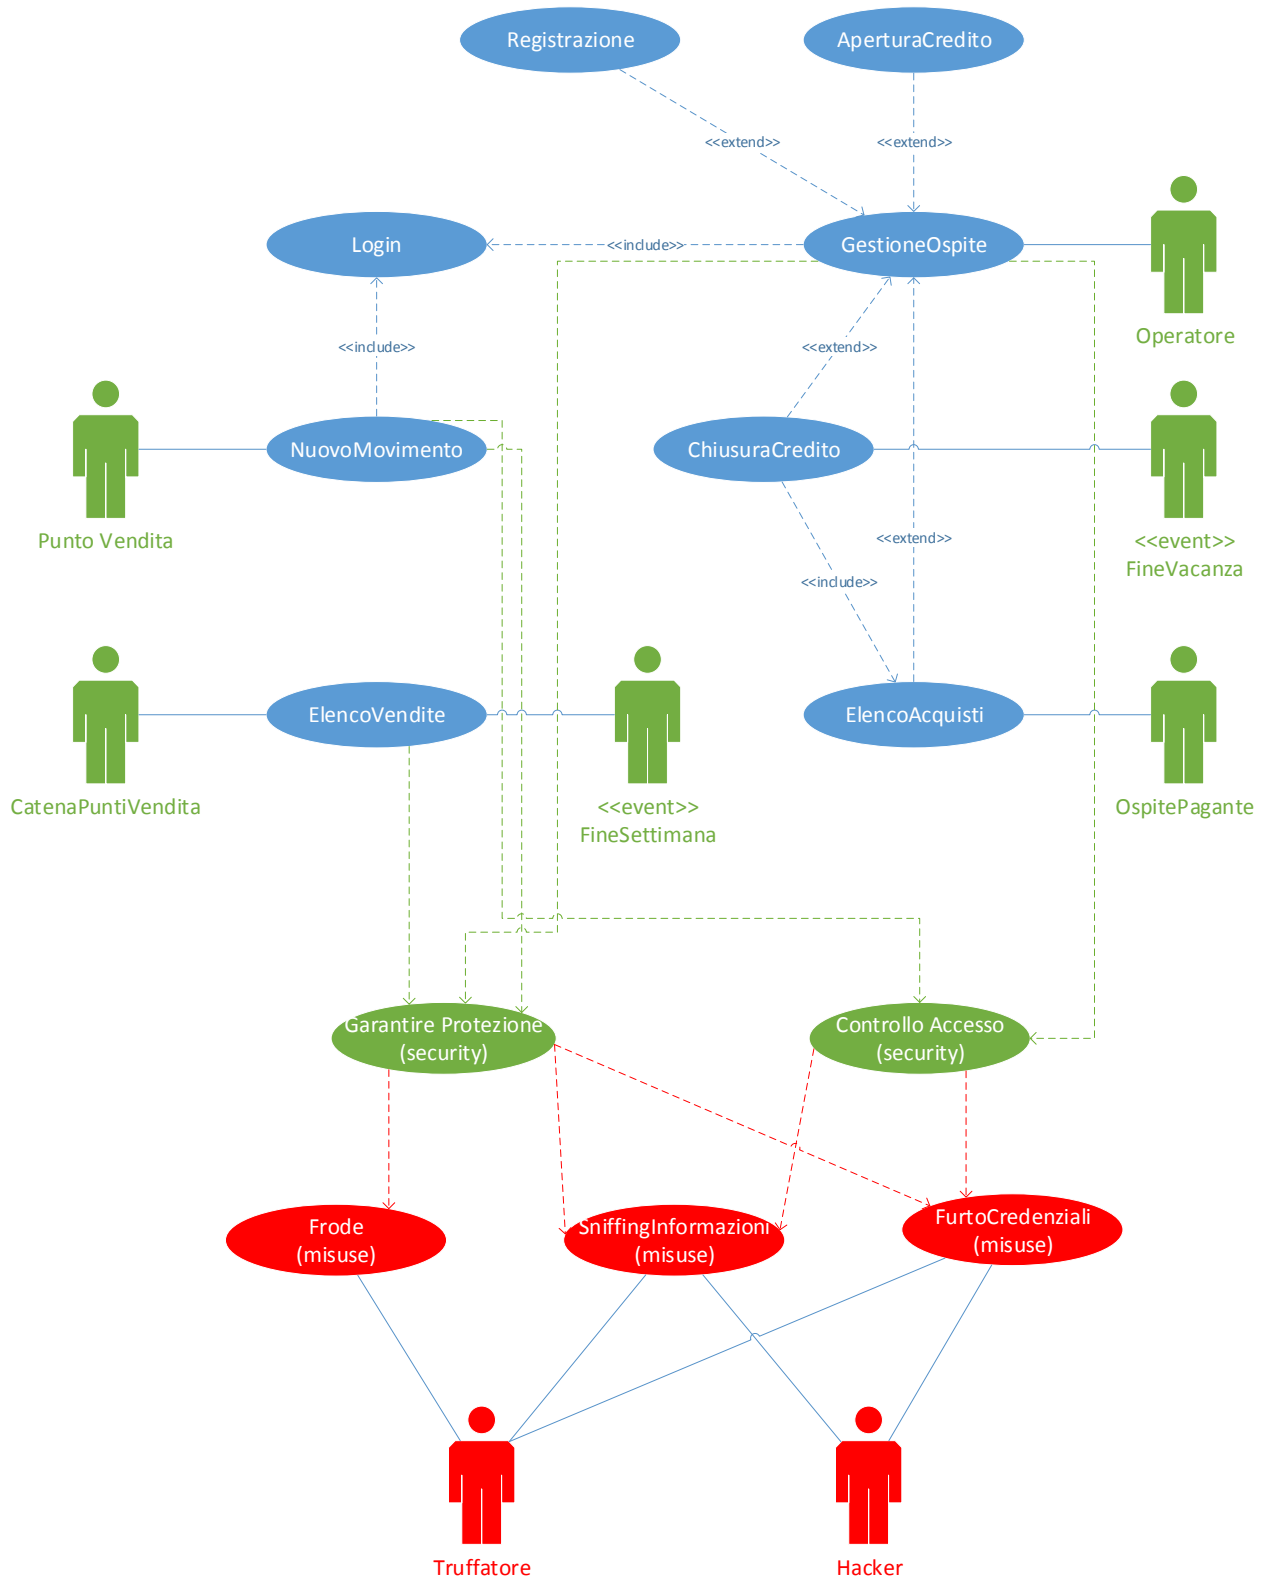 Registrazione
AperturaCredito
<<extend>>
<<extend>>
Login
<<include>>
GestioneOspite
Operatore
<<include>>
<<extend>>
NuovoMovimento
ChiusuraCredito
Punto Vendita
<<extend>>
<<event>>
FineVacanza
<<include>>
ElencoVendite
ElencoAcquisti
CatenaPuntiVendita
<<event>>
FineSettimana
OspitePagante
Garantire Protezione
(security)
Controllo Accesso
(security)
Frode
(misuse)
SniffingInformazioni
(misuse)
FurtoCredenziali
(misuse)
Truffatore
Hacker